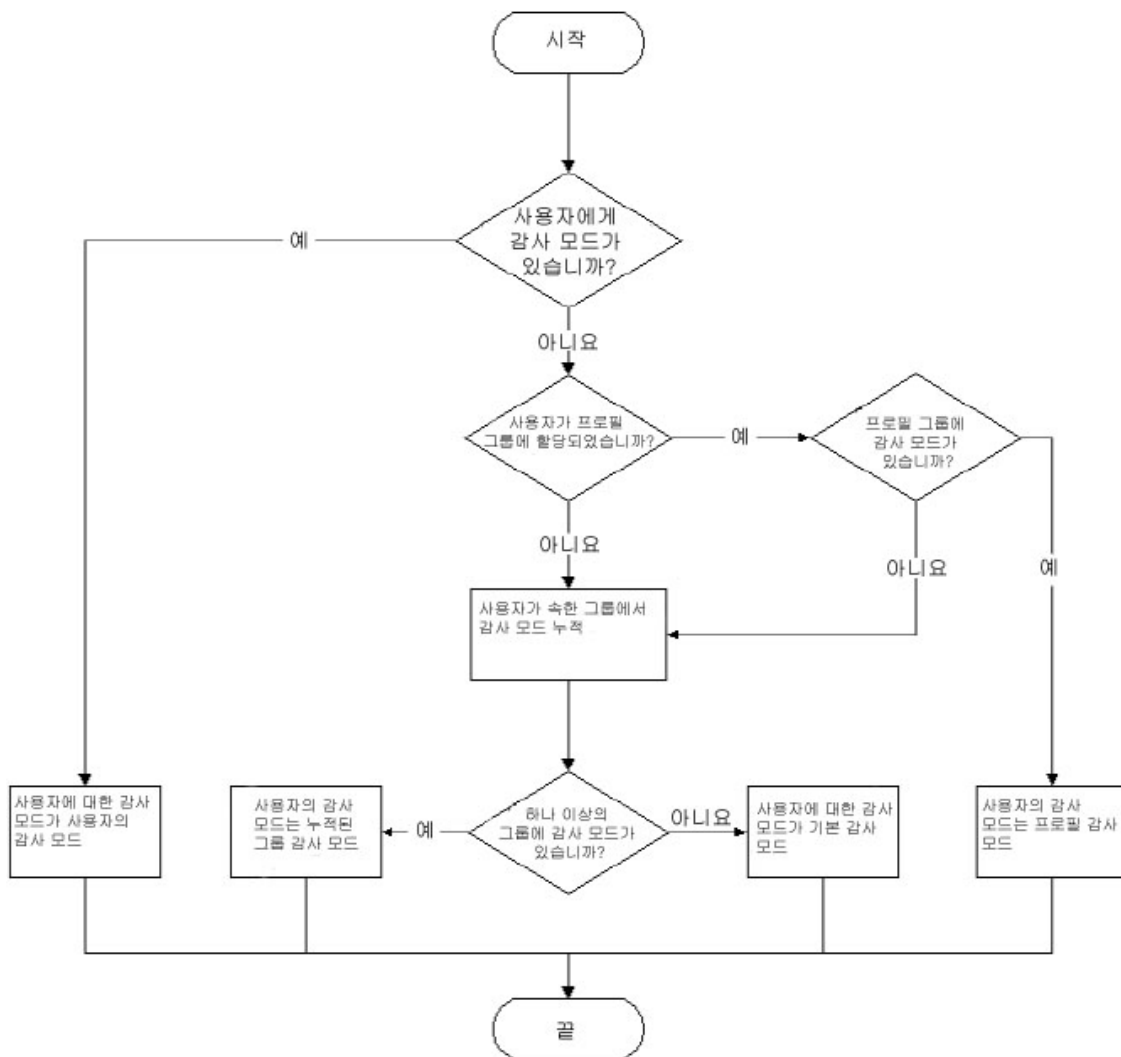 시작
사용자에게
감사 모드가
있습니까?
예
아니요
사용자가 프로필
그룹에 할당되었습니까?
예
프로필 그룹에
감사 모드가
있습니까?
아니요
아니요
예
사용자가 속한 그룹에서
감사 모드 누적
사용자에 대한 감사
모드가 사용자의
감사 모드
사용자의 감사
모드는 누적된
그룹 감사 모드
예
하나 이상의
그룹에 감사 모드가
있습니까?
아니요
사용자에 대한 감사
모드가 기본 감사
모드
사용자의 감사
모드는 프로필 감사
모드
끝